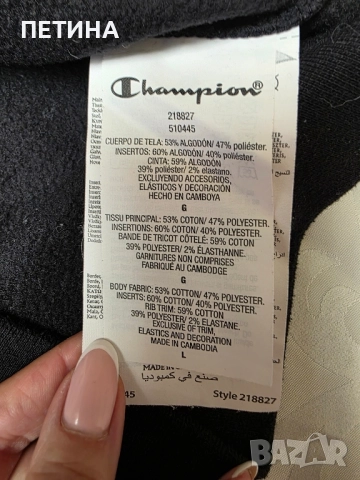 ПЕТИНА
Champion®
218827
510445
CUERPO DE TELA: 53% ALGODÓN/ 47% poliéster.
INSERTOS: 60% ALGODÓN/ 40% poliéster.
CINTA: 59% ALGODÓN
39% poliéster/ 2% elastano.
EXCLUYENDO ACCESORIOS,
ELÁSTICOS Y DECORACIÓN
HECHO EN CAMBOYA
G
TISSU PRINCIPAL: 53% COTON/ 47% POLYESTER.
INSERTIONS: 60% COTON/ 40% POLYESTER.
BANDE DE TRICOT CÔTELÉ: 59% COTON
39% POLYESTER/ 2% ÉLASTHANNE.
GARNITURES NON COMPRISES
FABRIQUÉ AU CAMBODGE
G
BODY FABRIC: 53% COTTON/ 47% POLYESTER.
INSERTS: 60% COTTON/ 40% POLYESTER.
RIB TRIM: 59% COTTON
39% POLYESTER/ 2% ELASTANE.
EXCLUSIVE OF TRIM,
ELASTICS AND DECORATION
MADE IN CAMBODIA
L
MADE IN
صنع في كمبوديا
45 Style 218827
BAZAR